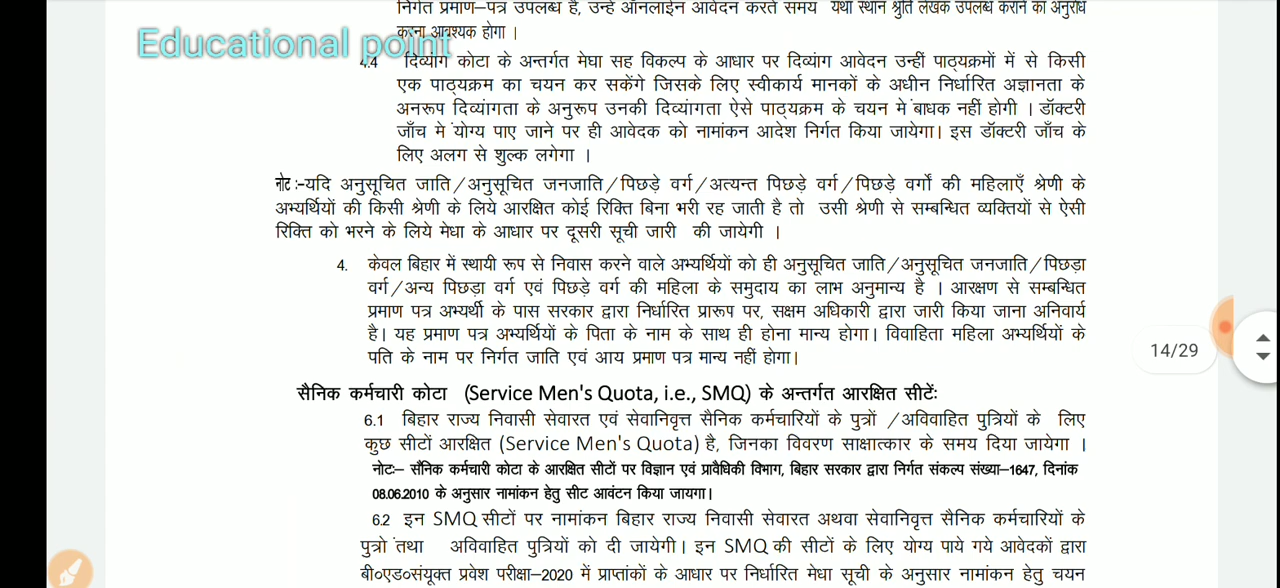 निर्गत प्रमाण–पत्र उपलब्ध है, उन्हें ऑनलाईन आवेदन करते समय यथा स्थान श्रुति लेखक उपलब्ध कराने का अनुरोध
करना आवश्यक होगा ।
Educational point
4.4 दिव्यांग कोटा के अन्तर्गत मेघा सह विकल्प के आधार पर दिव्यांग आवेदन उन्हीं पाठ्यक्रमों में से किसी
एक पाठ्यक्रम का चयन कर सकेंगे जिसके लिए स्वीकार्य मानकों के अधीन निर्धारित अज्ञानता के
अनरूप दिव्यांगता के अनुरूप उनकी दिव्यांगता ऐसे पाठ्यक्रम के चयन मे बाधक नहीं होगी । डॉक्टरी
जाँच मे योग्य पाए जाने पर ही आवेदक को नामांकन आदेश निर्गत किया जायेगा। इस डॉक्टरी जाँच के
लिए अलग से शुल्क लगेगा ।
नोट :–यदि अनुसूचित जाति/अनुसूचित जनजाति/पिछड़े वर्ग/अत्यन्त पिछड़े वर्ग/पिछड़े वर्गों की महिलाएँ श्रेणी के
अभ्यर्थियों की किसी श्रेणी के लिये आरक्षित कोई रिक्ति बिना भरी रह जाती है तो उसी श्रेणी से सम्बन्धित व्यक्तियों से ऐसी
रिक्ति को भरने के लिये मेधा के आधार पर दूसरी सूची जारी की जायेगी ।
4. केवल बिहार में स्थायी रूप से निवास करने वाले अभ्यर्थियों को ही अनुसूचित जाति/अनुसूचित जनजाति/पिछड़ा
वर्ग/अन्य पिछड़ा वर्ग एवं पिछड़े वर्ग की महिला के समुदाय का लाभ अनुमान्य है । आरक्षण से सम्बन्धित
प्रमाण पत्र अभ्यर्थी के पास सरकार द्वारा निर्धारित प्रारूप पर, सक्षम अधिकारी द्वारा जारी किया जाना अनिवार्य
है। यह प्रमाण पत्र अभ्यर्थियों के पिता के नाम के साथ ही होना मान्य होगा। विवाहिता महिला अभ्यर्थियों के
पति के नाम पर निर्गत जाति एवं आय प्रमाण पत्र मान्य नहीं होगा।
14/29
सैनिक कर्मचारी कोटा (Service Men's Quota, i.e., SMQ) के अन्तर्गत आरक्षित सीटेंः
6.1 बिहार राज्य निवासी सेवारत एवं सेवानिवृत्त सैनिक कर्मचारियों के पुत्रों /अविवाहित पुत्रियों के लिए
कुछ सीटों आरक्षित (Service Men's Quota) है, जिनका विवरण साक्षात्कार के समय दिया जायेगा ।
नोटः– सैंनिक कर्मचारी कोटा के आरक्षित सीटों पर विज्ञान एवं प्रावैधिकी विभाग, बिहार सरकार द्वारा निर्गत संकल्प संख्या–1647, दिनांक
08.06.2010 के अनुसार नामांकन हेतु सीट आवंटन किया जायगा।
6.2 इन SMQ सीटों पर नामांकन बिहार राज्य निवासी सेवारत अथवा सेवानिवृत्त सैनिक कर्मचारियों के
पुत्रो तथा अविवाहित पुत्रियों को दी जायेगी। इन SMQ की सीटों के लिए योग्य पाये गये आवेदकों द्वारा
बी०एड०संयूक्त प्रवेश परीक्षा–2020 में प्राप्तांकों के आधार पर निर्धारित मेधा सूची के अनुसार नामांकन हेतु चयन